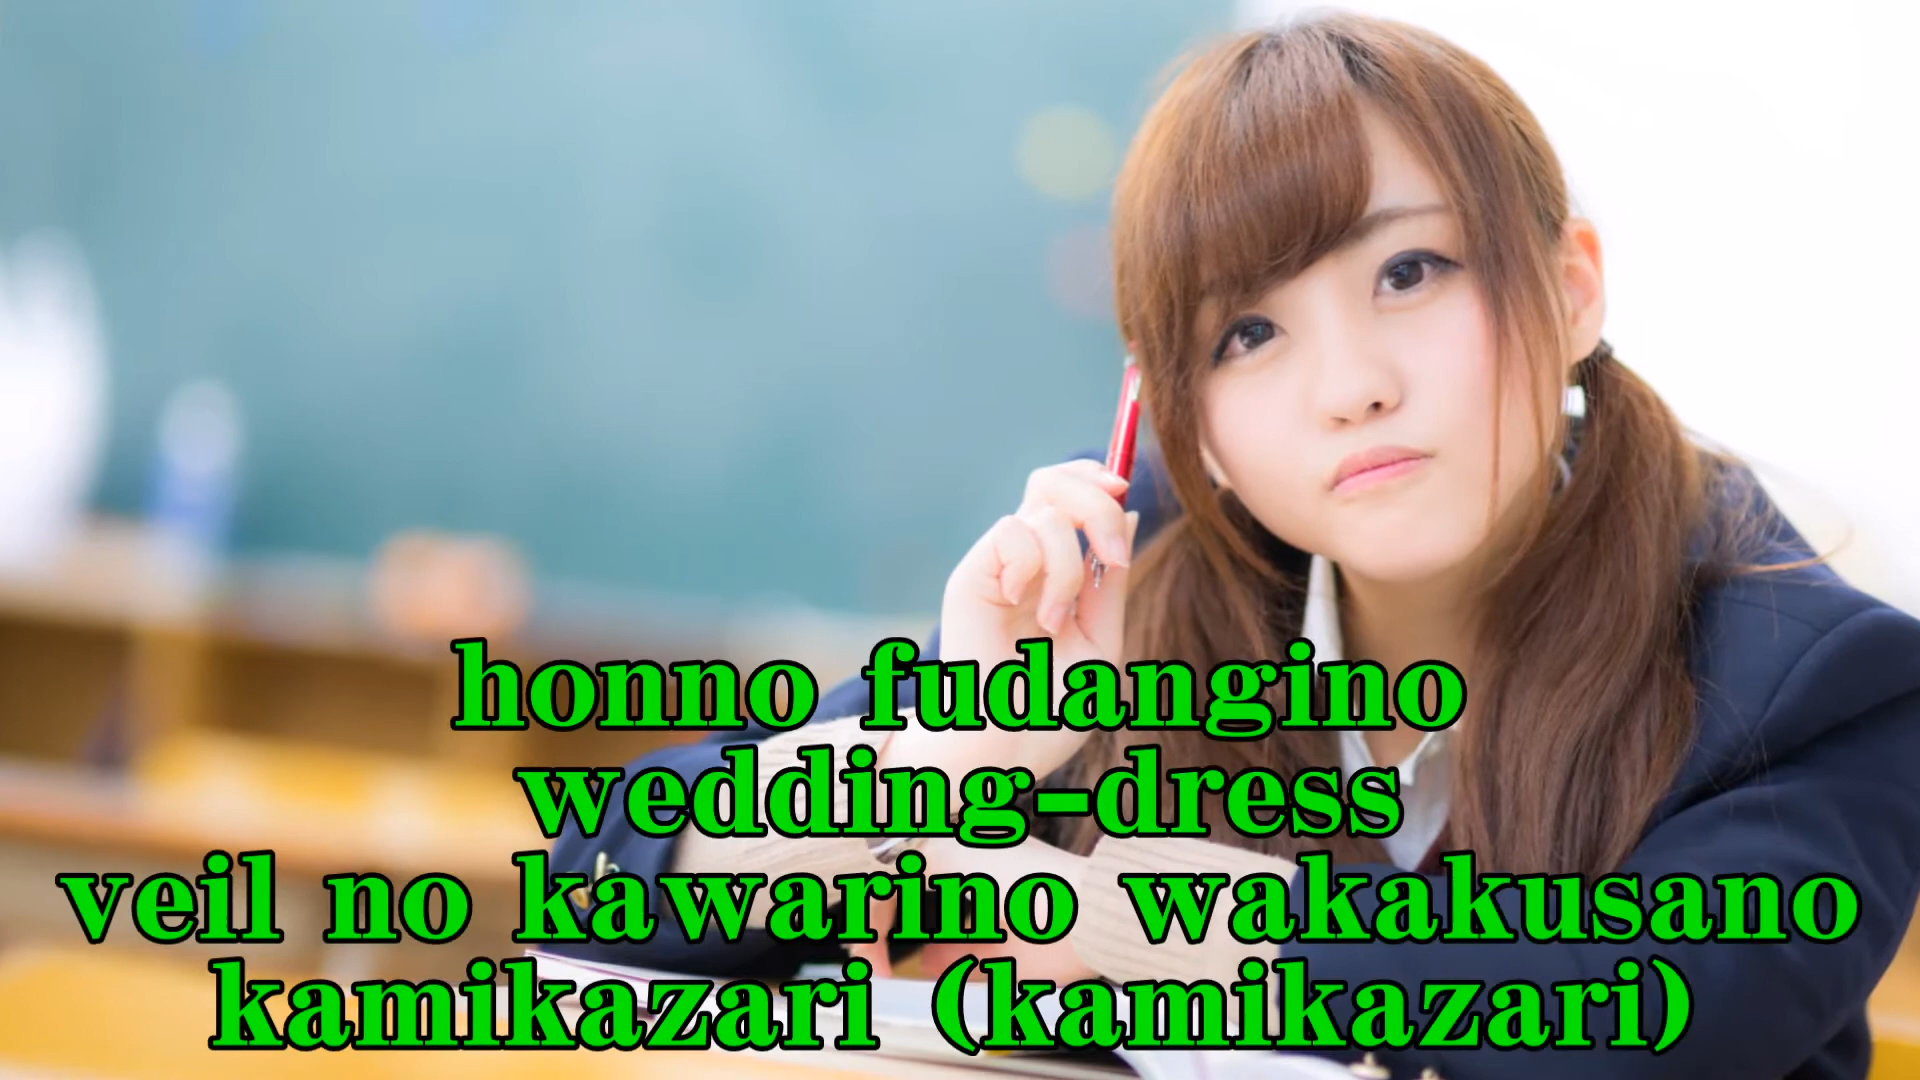 honno fudangino
wedding-dress
veil no kawarino wakakusano
kamikazari (kamikazari)